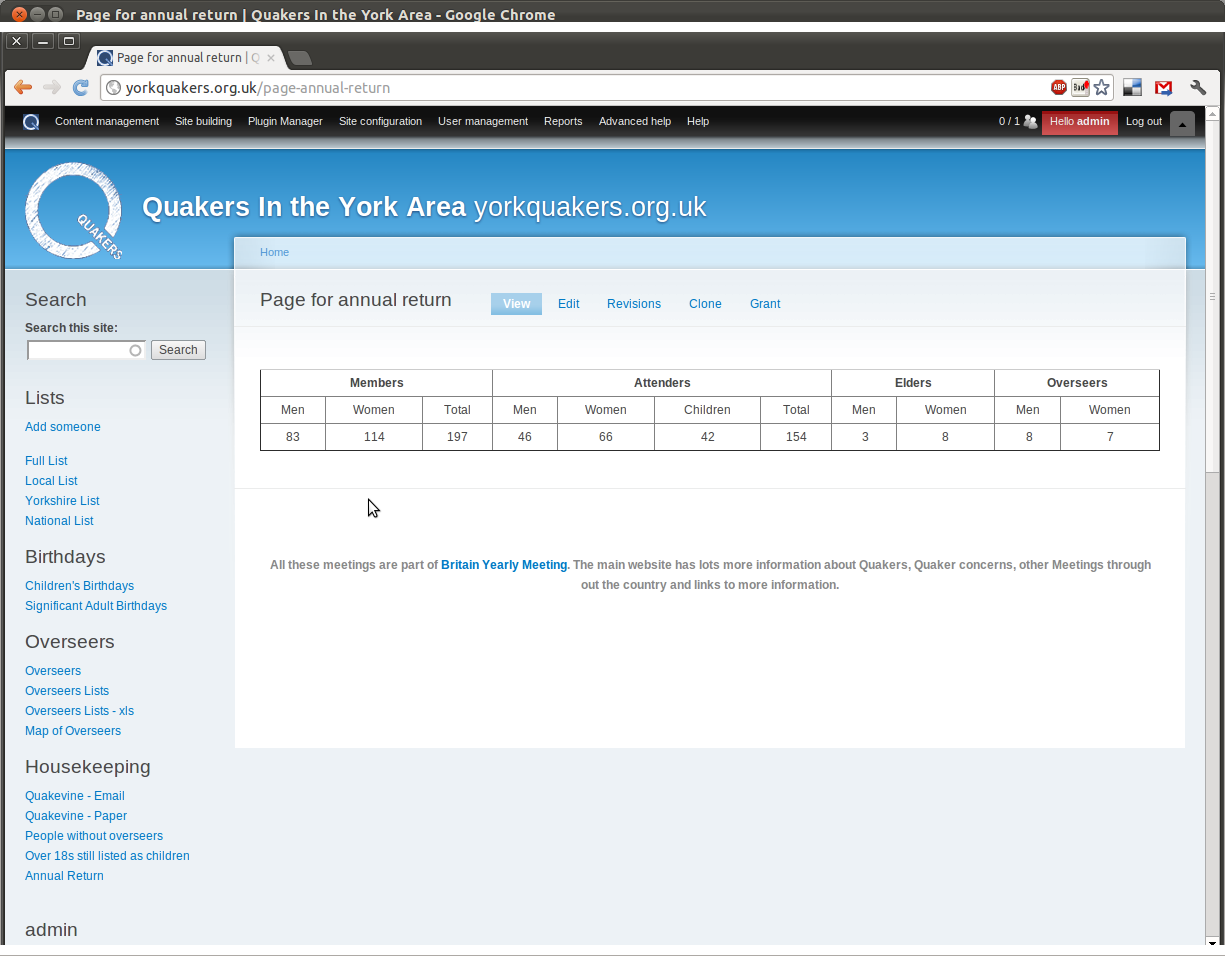 Page for annual return | Quakers In the York Area - Google Chrome
Page for annual return | Q
yorkquakers.org.uk/page-annual-return
ABP
Bad
Content management Site building Plugin Manager Site configuration User management Reports Advanced help Help 0 / 1 Hello admin Log out
QUAKERS
Quakers In the York Area yorkquakers.org.uk
Home
Page for annual return View Edit Revisions Clone Grant
Search
Search this site:
Search
Lists
Add someone
Full List
Local List
Yorkshire List
National List
Birthdays
Children's Birthdays
Significant Adult Birthdays
Overseers
Overseers
Overseers Lists
Overseers Lists - xls
Map of Overseers
Housekeeping
Quakevine - Email
Quakevine - Paper
People without overseers
Over 18s still listed as children
Annual Return
admin
Members Attenders Elders Overseers
Men Women Total Men Women Children Total Men Women Men Women
83 114 197 46 66 42 154 3 8 8 7
All these meetings are part of Britain Yearly Meeting. The main website has lots more information about Quakers, Quaker concerns, other Meetings through
out the country and links to more information.